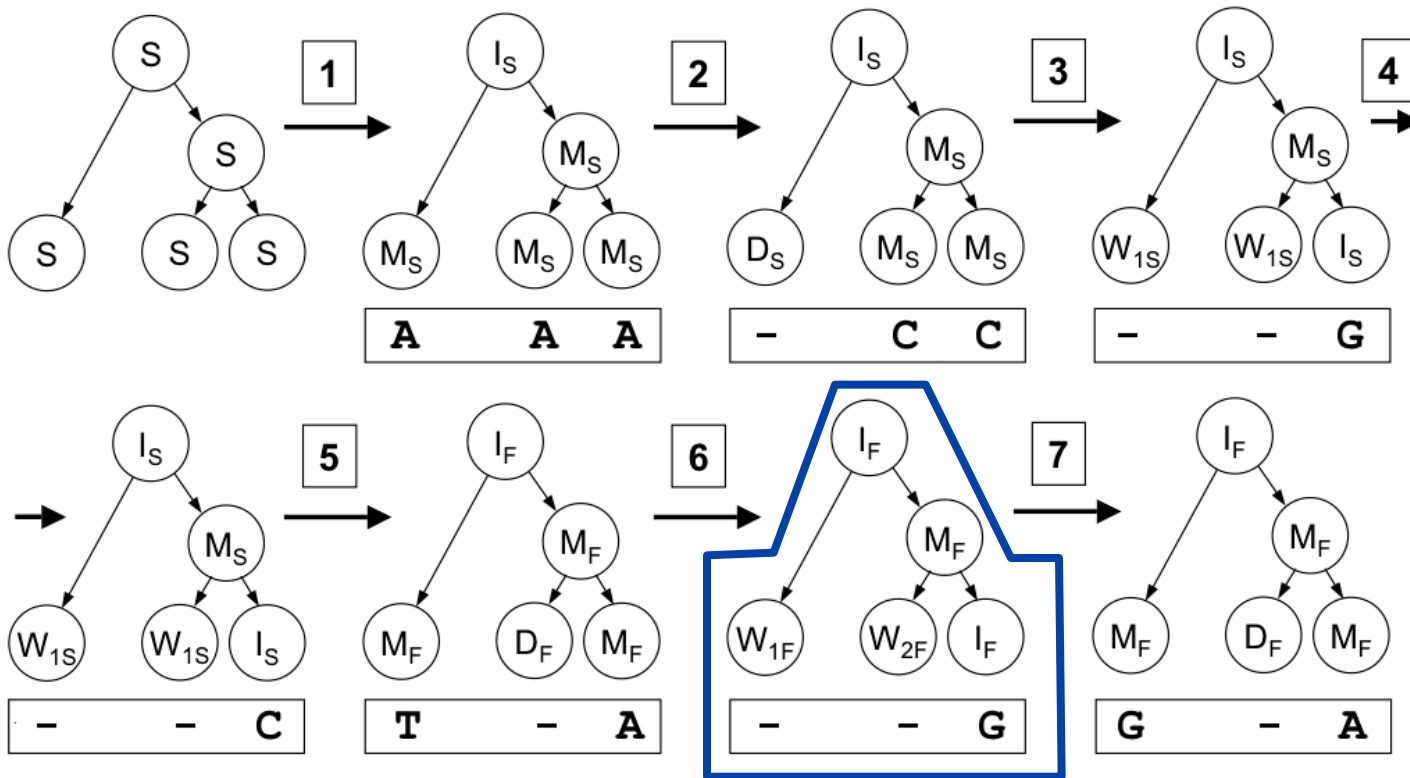 S I_S I_S I_S
1 2 3 4
S M_S M_S M_S
S S S M_S M_S M_S D_S M_S M_S W_1S W_1S I_S
A A A – C C – – G
I_S I_F I_F I_F
5 6 7
M_S M_F M_F M_F
W_1S W_1S I_S M_F D_F M_F W_1F W_2F I_F M_F D_F M_F
– – C T – A – – G G – A